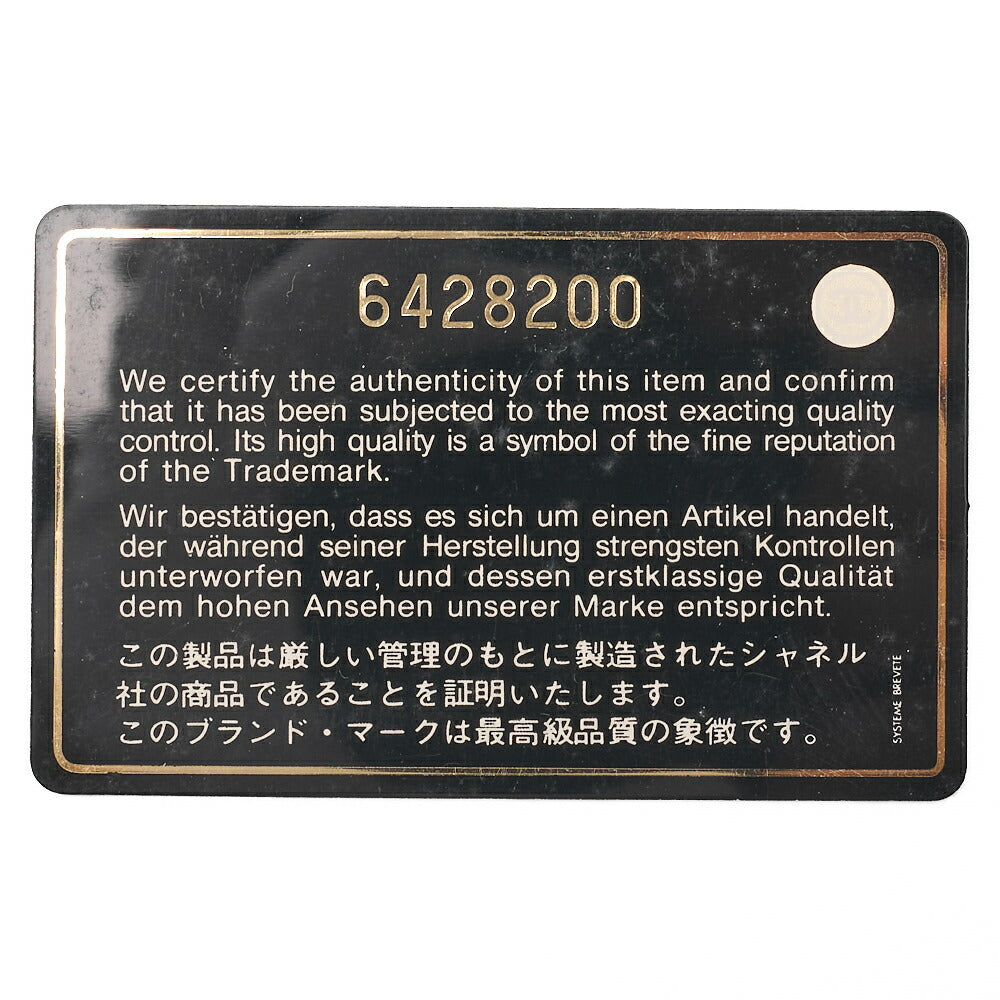 6428200
We certify the authenticity of this item and confirm
that it has been subjected to the most exacting quality
control. Its high quality is a symbol of the fine reputation
of the Trademark.
Wir bestätigen, dass es sich um einen Artikel handelt,
der während seiner Herstellung strengsten Kontrollen
unterworfen war, und dessen erstklassige Qualität
dem hohen Ansehen unserer Marke entspricht.
この製品は厳しい管理のもとに製造されたシャネル
社の商品であることを証明いたします。
このブランド・マークは最高級品質の象徴です。
SYSTEME BREVETE